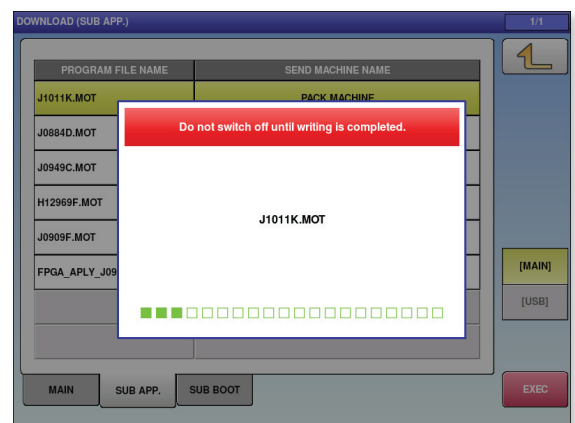 DOWNLOAD (SUB APP.)
1/1
PROGRAM FILE NAME
SEND MACHINE NAME
J1011K.MOT
PACK MACHINE
Do not switch off until writing is completed.
J0884D.MOT
J0949C.MOT
H12969F.MOT
J1011K.MOT
J0909F.MOT
FPGA_APLY_J09
[MAIN]
[USB]
MAIN
SUB APP.
SUB BOOT
EXEC